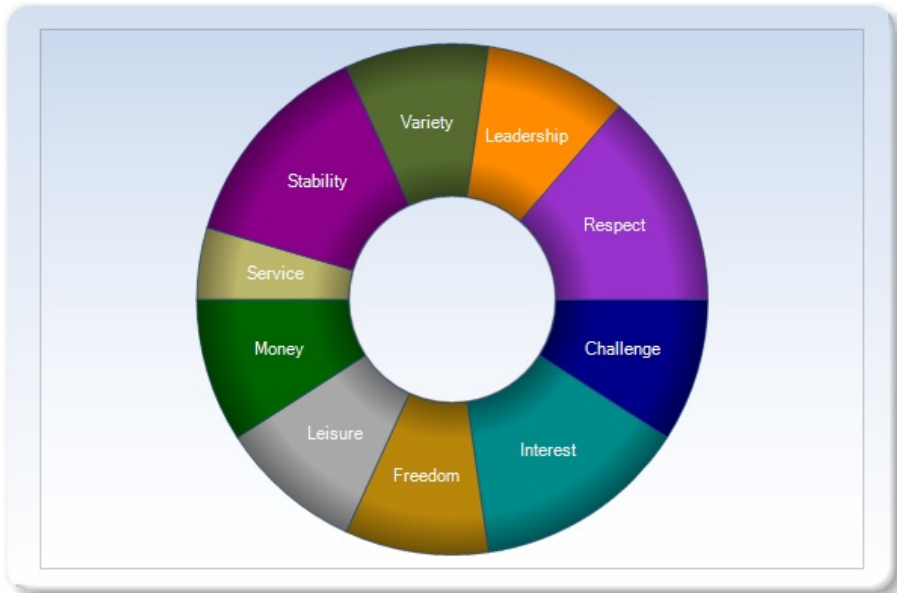 Variety
Leadership
Stability
Respect
Service
Money
Challenge
Leisure
Interest
Freedom